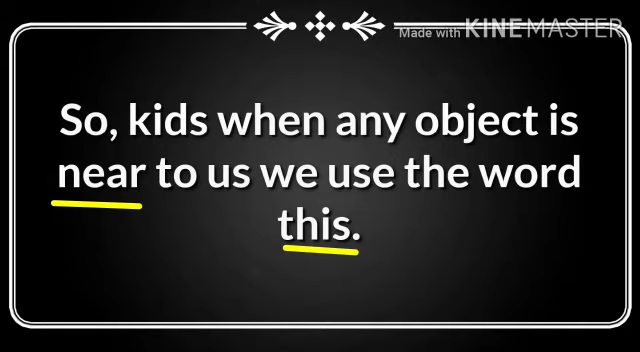 Made with KINEMASTER
So, kids when any object is
near to us we use the word
this.